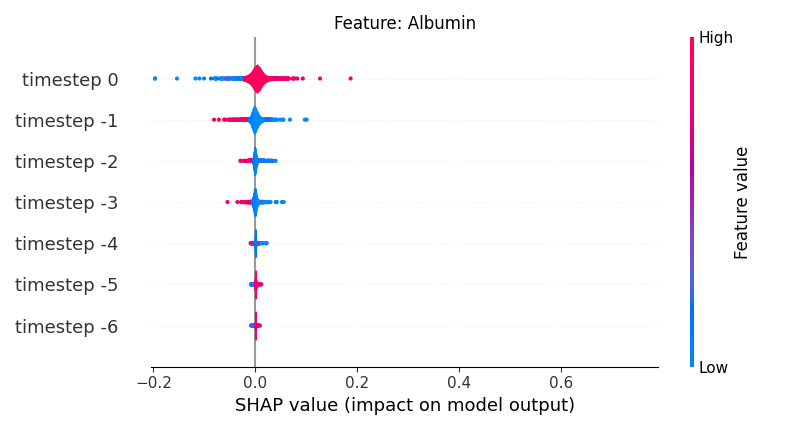 Feature: Albumin
High
timestep 0
timestep -1
timestep -2
timestep -3
timestep -4
timestep -5
timestep -6
Feature value
Low
−0.2 0.0 0.2 0.4 0.6
SHAP value (impact on model output)